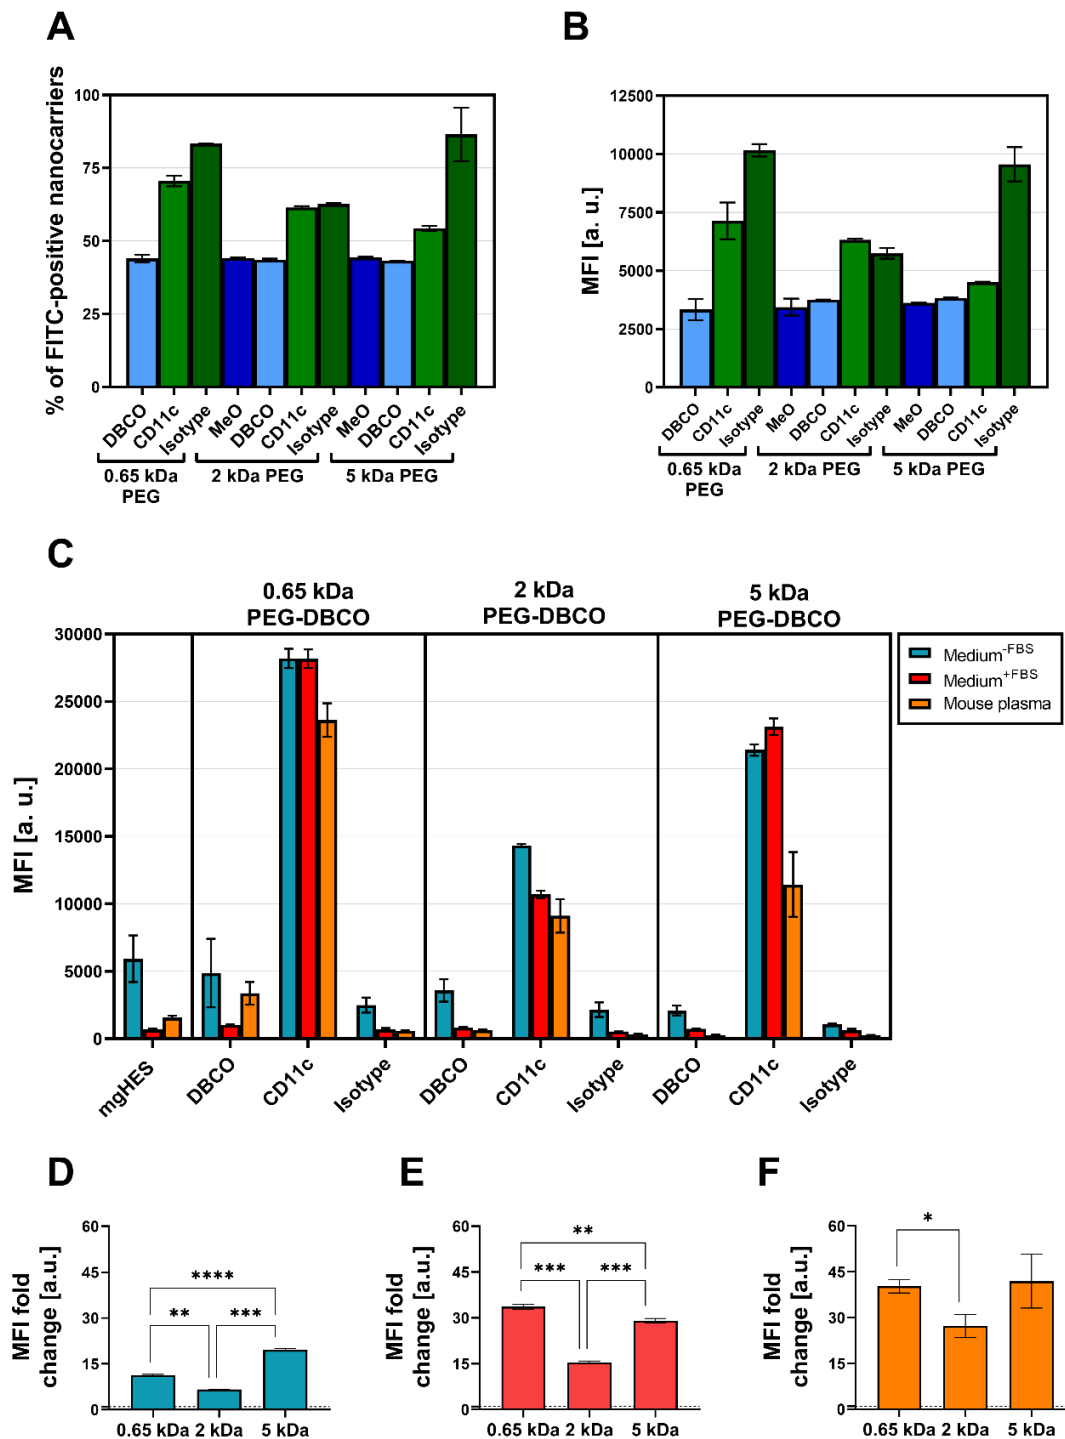 A
% of FITC-positive nanocarriers
100
75
50
25
0
DBCO
CD11c
Isotype
MeO
DBCO
CD11c
Isotype
MeO
DBCO
CD11c
Isotype
0.65 kDa
PEG
2 kDa PEG
5 kDa PEG
B
MFI [a. u.]
12500
10000
7500
5000
2500
0
DBCO
CD11c
Isotype
MeO
DBCO
CD11c
Isotype
MeO
DBCO
CD11c
Isotype
0.65 kDa
PEG
2 kDa PEG
5 kDa PEG
C
0.65 kDa
PEG-DBCO
2 kDa
PEG-DBCO
5 kDa
PEG-DBCO
MFI [a. u.]
30000
25000
20000
15000
10000
5000
0
mgHES
DBCO
CD11c
Isotype
DBCO
CD11c
Isotype
DBCO
CD11c
Isotype
Medium-FBS
Medium+FBS
Mouse plasma
D
MFI fold
change [a.u.]
60
45
30
15
0
****
**
***
0.65 kDa
2 kDa
5 kDa
E
MFI fold
change [a.u.]
60
45
30
15
0
**
***
***
0.65 kDa
2 kDa
5 kDa
F
MFI fold
change [a.u.]
60
45
30
15
0
*
0.65 kDa
2 kDa
5 kDa